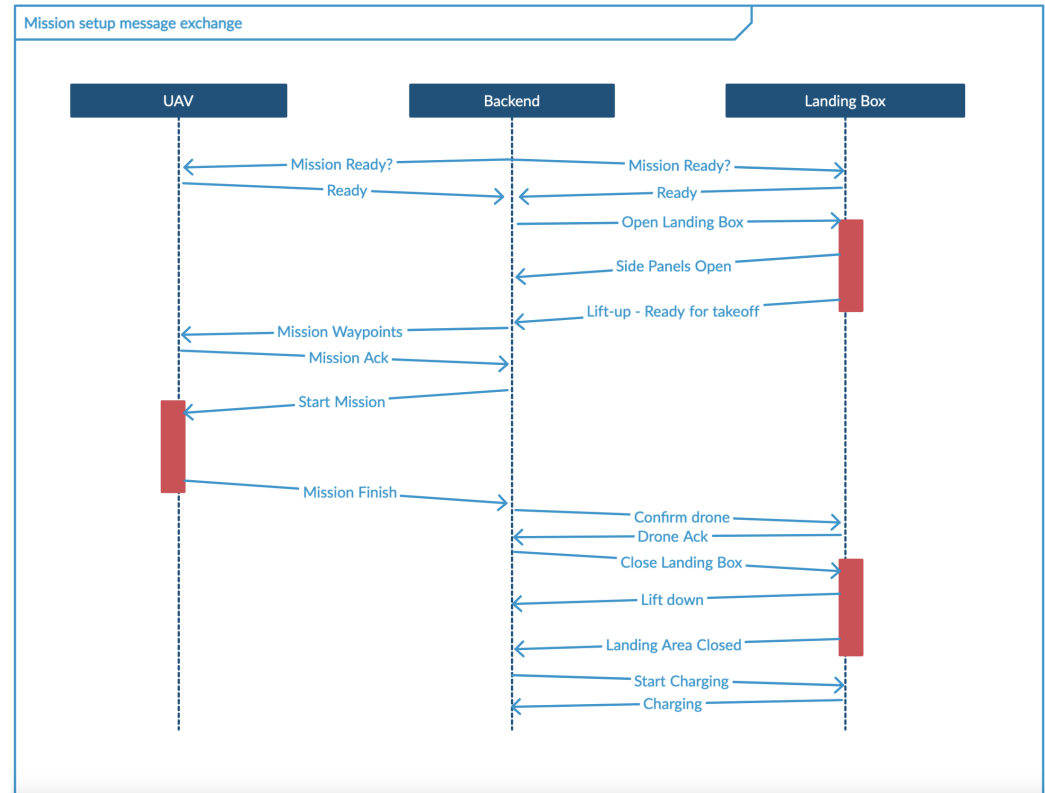 Mission setup message exchange
UAV
Backend
Landing Box
Mission Ready?
Mission Ready?
Ready
Ready
Open Landing Box
Side Panels Open
Lift-up - Ready for takeoff
Mission Waypoints
Mission Ack
Start Mission
Mission Finish
Confirm drone
Drone Ack
Close Landing Box
Lift down
Landing Area Closed
Start Charging
Charging